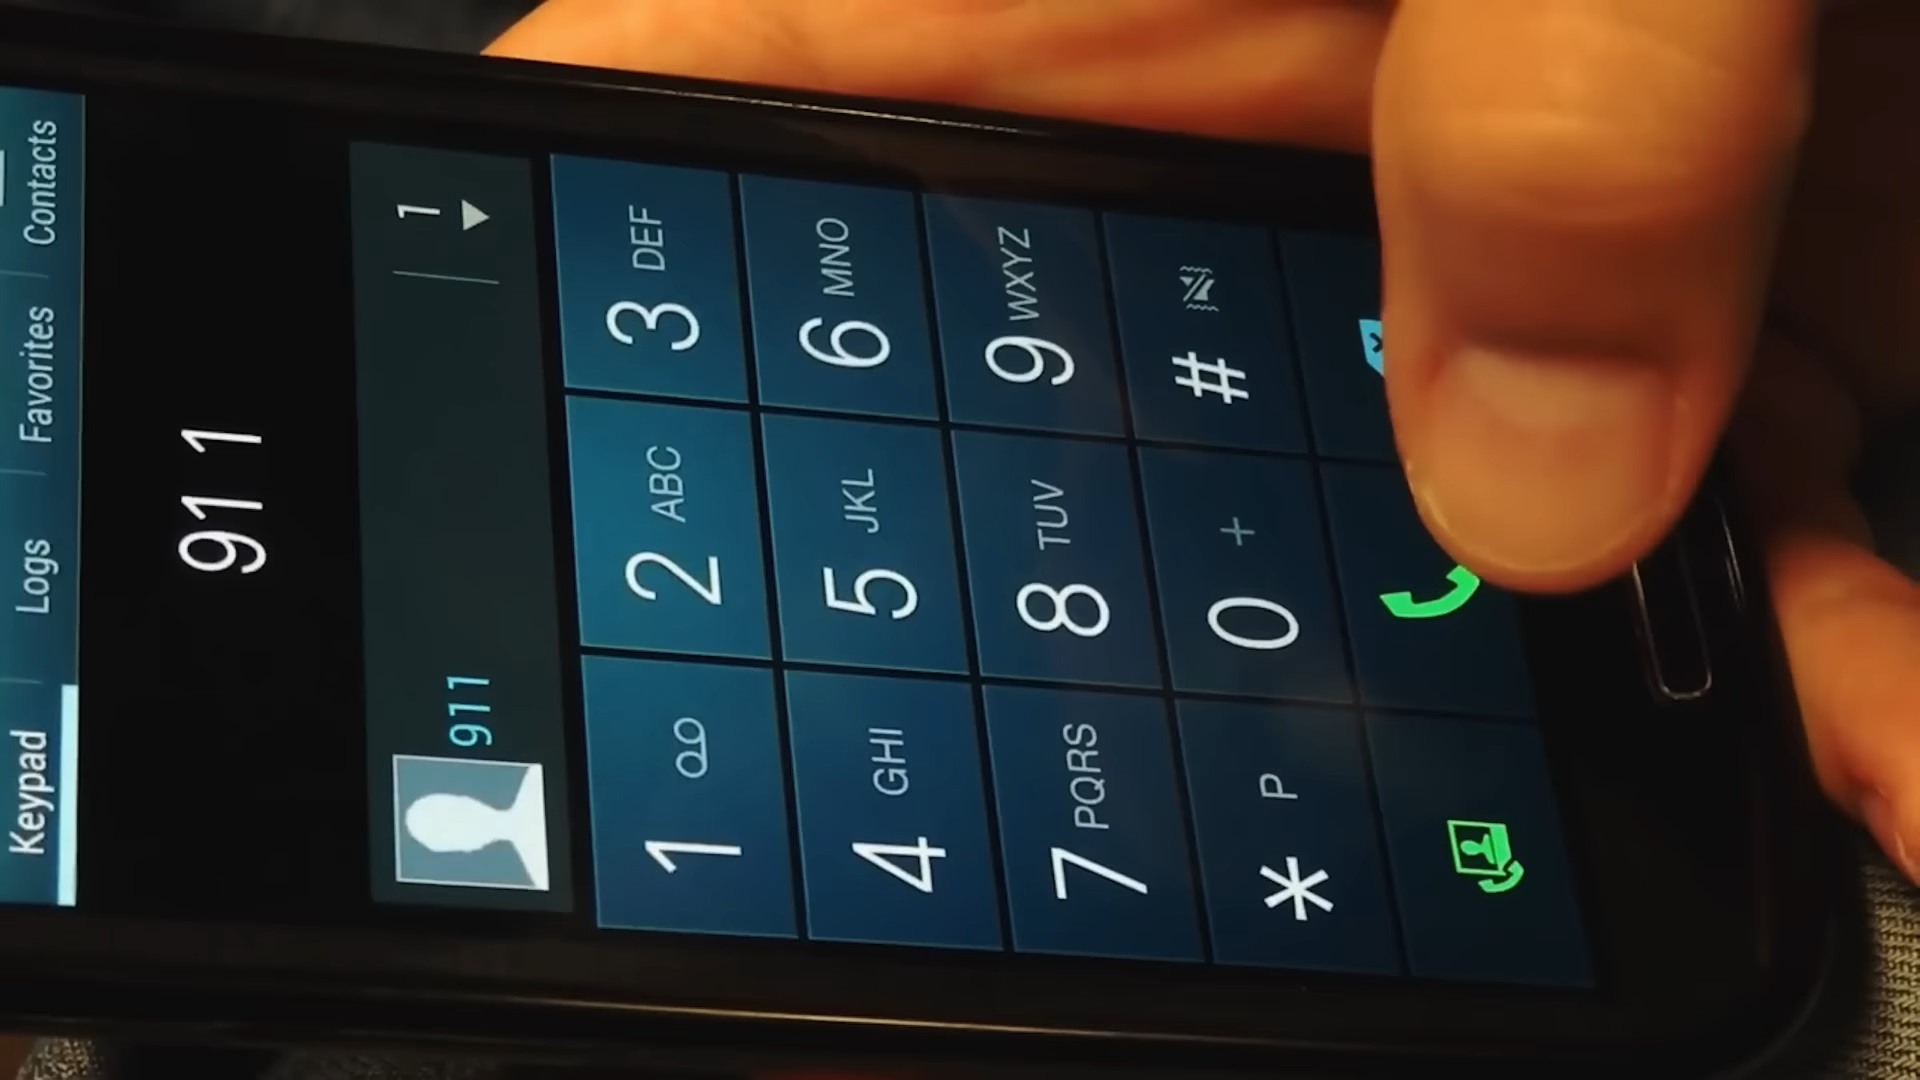 Keypad Logs Favorites Contacts
911
911 1
1 2 ABC 3 DEF
4 GHI 5 JKL 6 MNO
7 PQRS 8 TUV 9 WXYZ
* P 0 + #